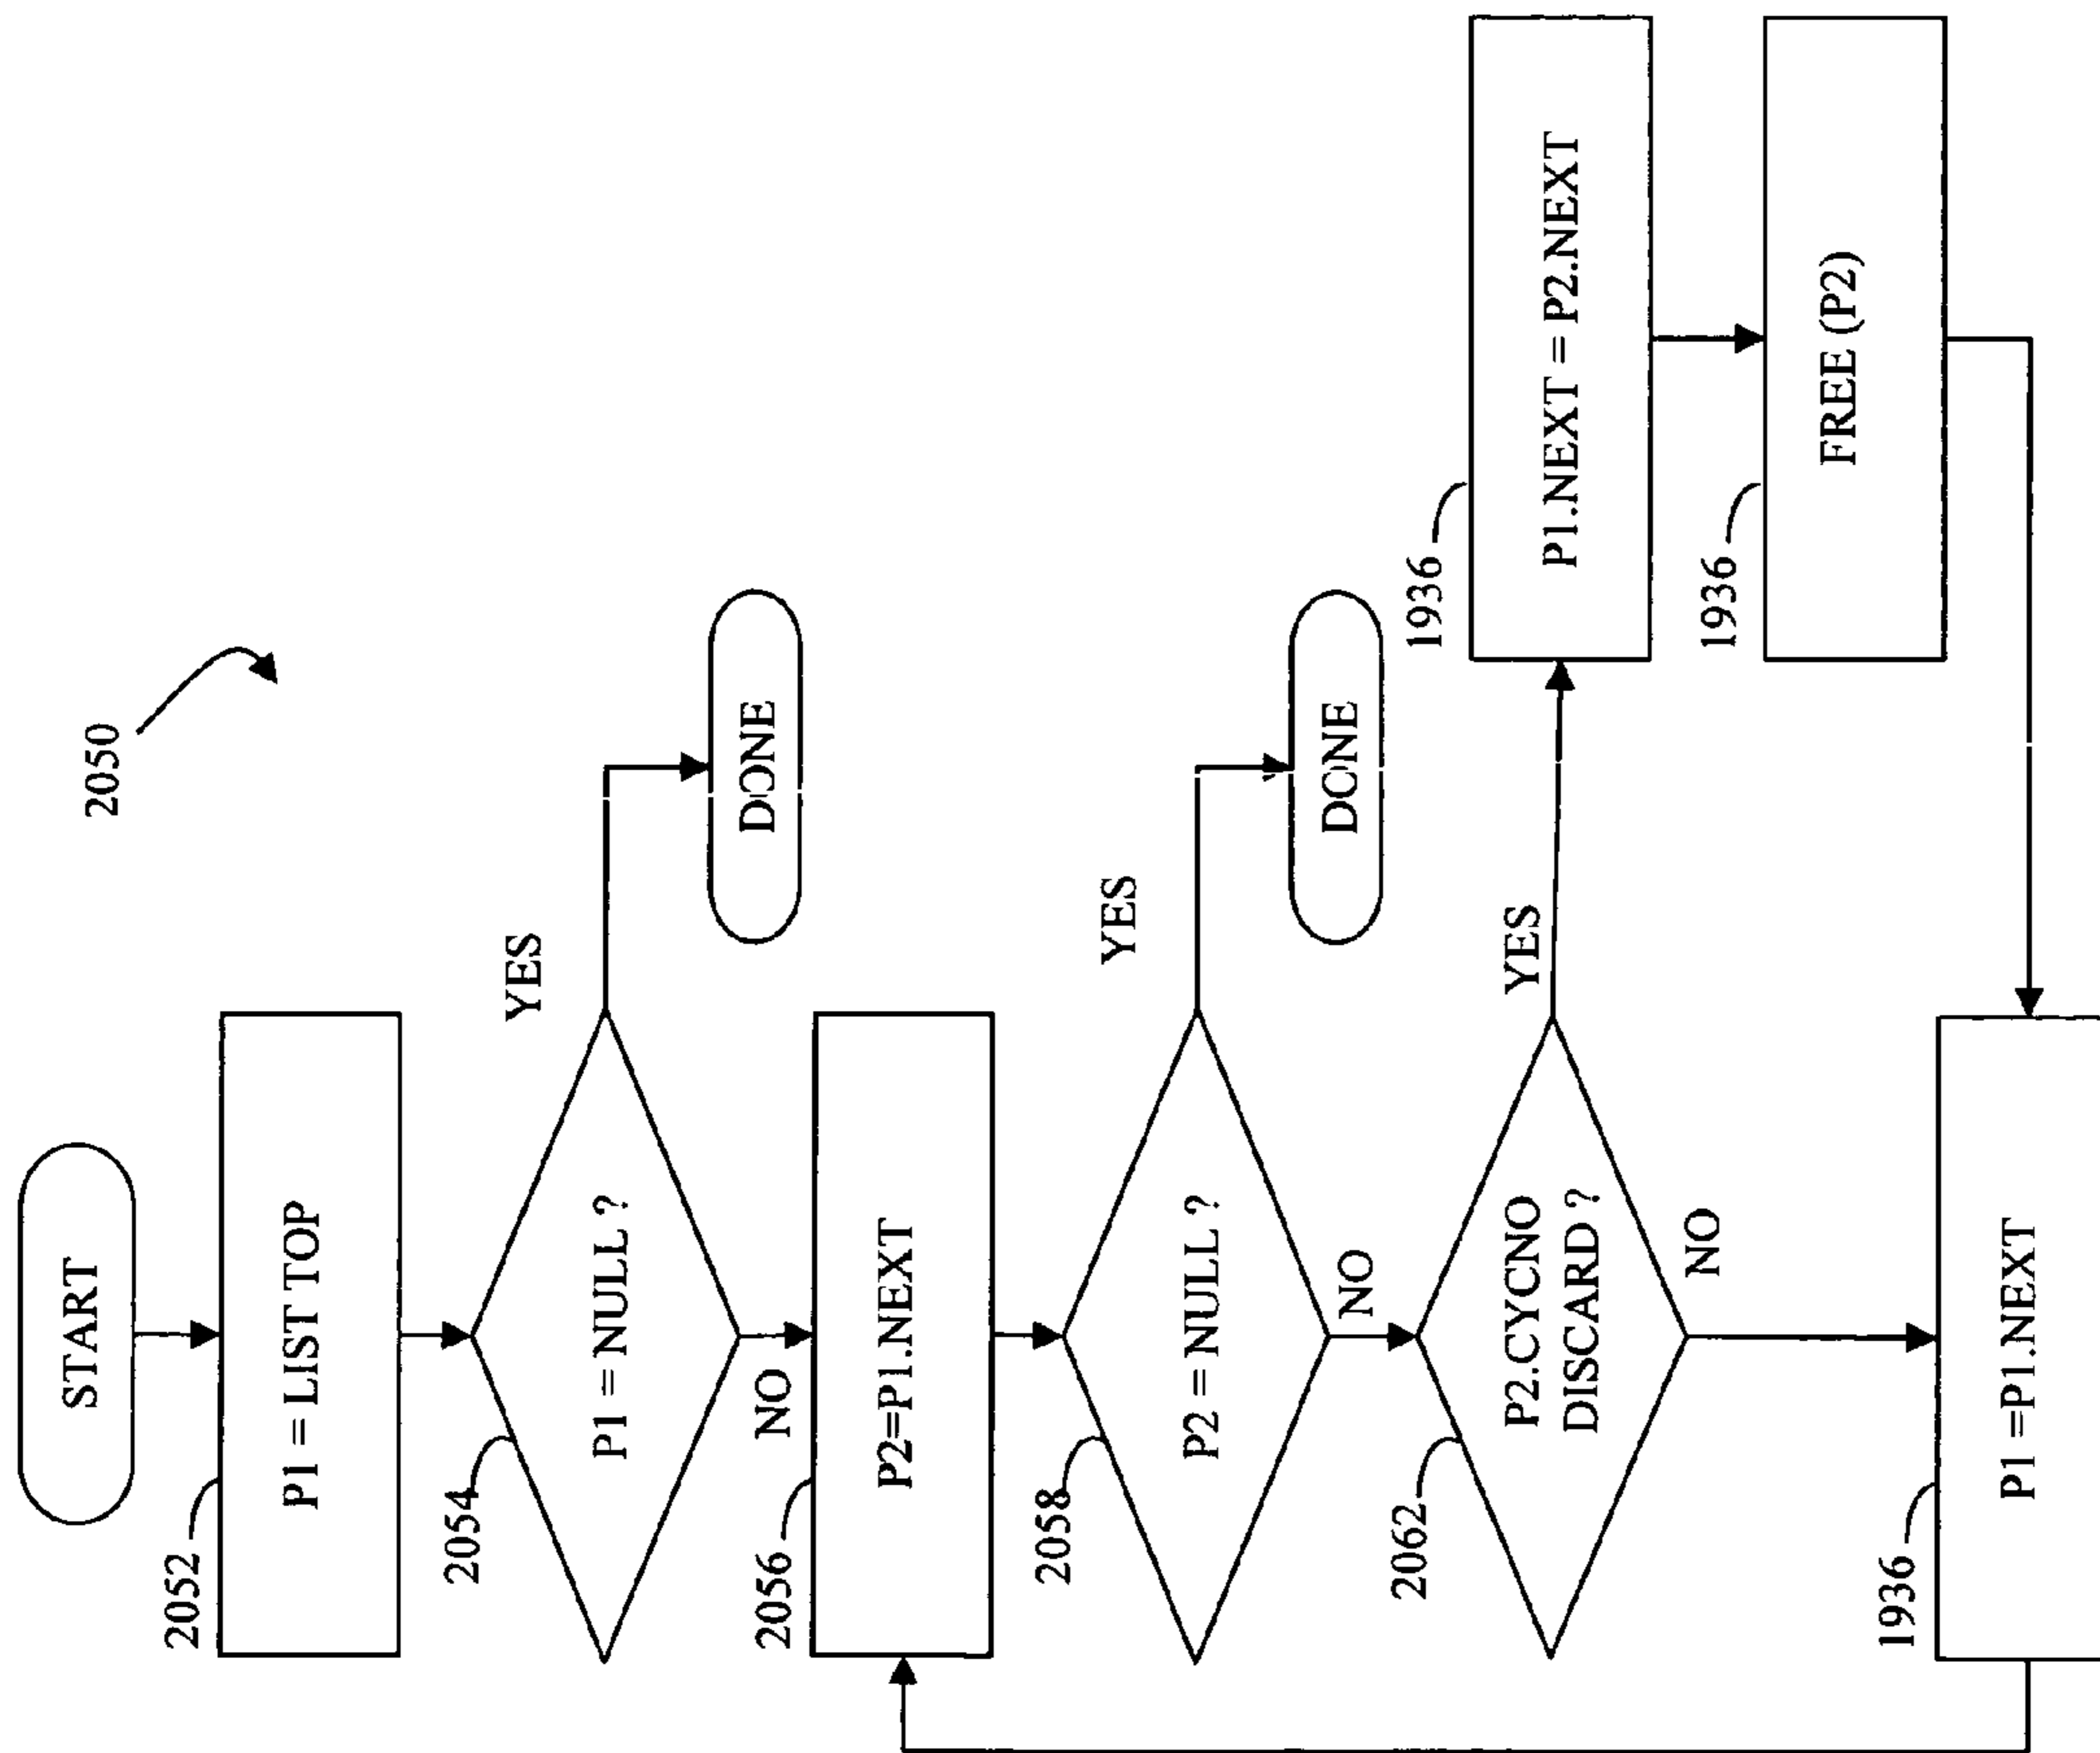 2050
START
2052
P1 = LIST TOP
2054
P1 = NULL ?
YES
DONE
NO
2056
P2=P1.NEXT
2058
P2 = NULL ?
YES
DONE
NO
2062
P2.CYCNO
DISCARD ?
YES
1936
P1.NEXT = P2.NEXT
1936
FREE (P2)
NO
1936
P1 =P1.NEXT